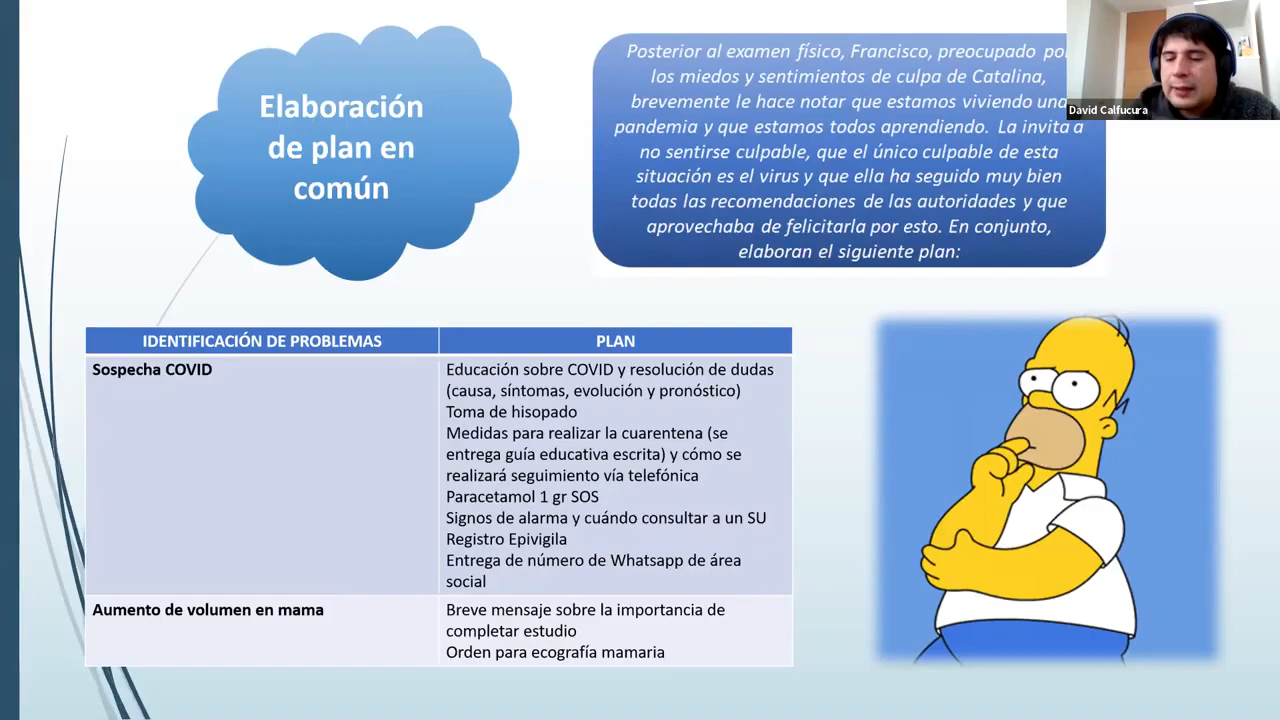 Elaboración
de plan en
común
Posterior al examen físico, Francisco, preocupado por
los miedos y sentimientos de culpa de Catalina,
brevemente le hace notar que estamos viviendo una
pandemia y que estamos todos aprendiendo. La invita a
no sentirse culpable, que el único culpable de esta
situación es el virus y que ella ha seguido muy bien
todas las recomendaciones de las autoridades y que
aprovechaba de felicitarla por esto. En conjunto,
elaboran el siguiente plan:
David Calfucura
IDENTIFICACIÓN DE PROBLEMAS
PLAN
Sospecha COVID
Educación sobre COVID y resolución de dudas
(causa, síntomas, evolución y pronóstico)
Toma de hisopado
Medidas para realizar la cuarentena (se
entrega guía educativa escrita) y cómo se
realizará seguimiento vía telefónica
Paracetamol 1 gr SOS
Signos de alarma y cuándo consultar a un SU
Registro Epivigila
Entrega de número de Whatsapp de área
social
Aumento de volumen en mama
Breve mensaje sobre la importancia de
completar estudio
Orden para ecografía mamaria